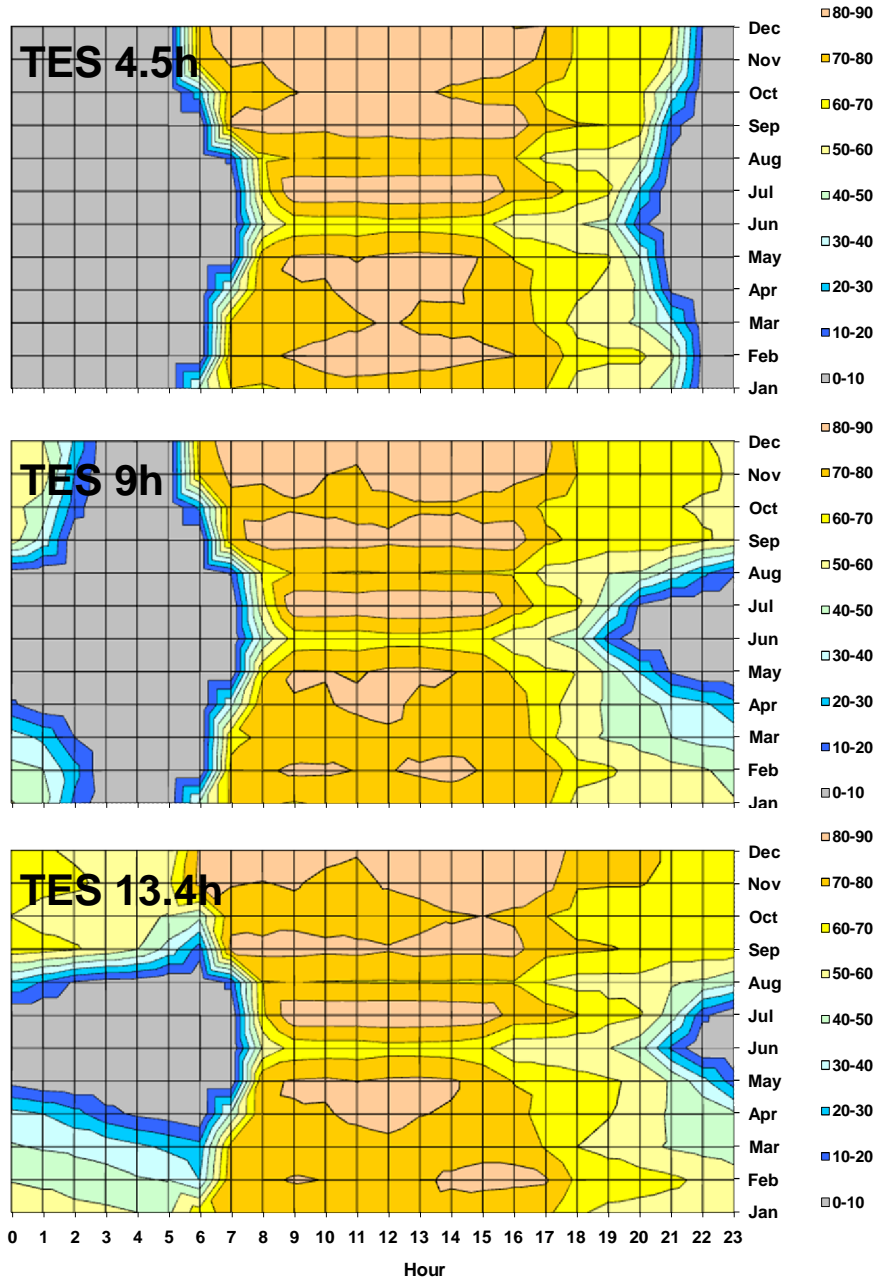 TES 4.5h
Dec
Nov
Oct
Sep
Aug
Jul
Jun
May
Apr
Mar
Feb
Jan
80-90
70-80
60-70
50-60
40-50
30-40
20-30
10-20
0-10
TES 9h
Dec
Nov
Oct
Sep
Aug
Jul
Jun
May
Apr
Mar
Feb
Jan
80-90
70-80
60-70
50-60
40-50
30-40
20-30
10-20
0-10
TES 13.4h
Dec
Nov
Oct
Sep
Aug
Jul
Jun
May
Apr
Mar
Feb
Jan
80-90
70-80
60-70
50-60
40-50
30-40
20-30
10-20
0-10
0 1 2 3 4 5 6 7 8 9 10 11 12 13 14 15 16 17 18 19 20 21 22 23
Hour